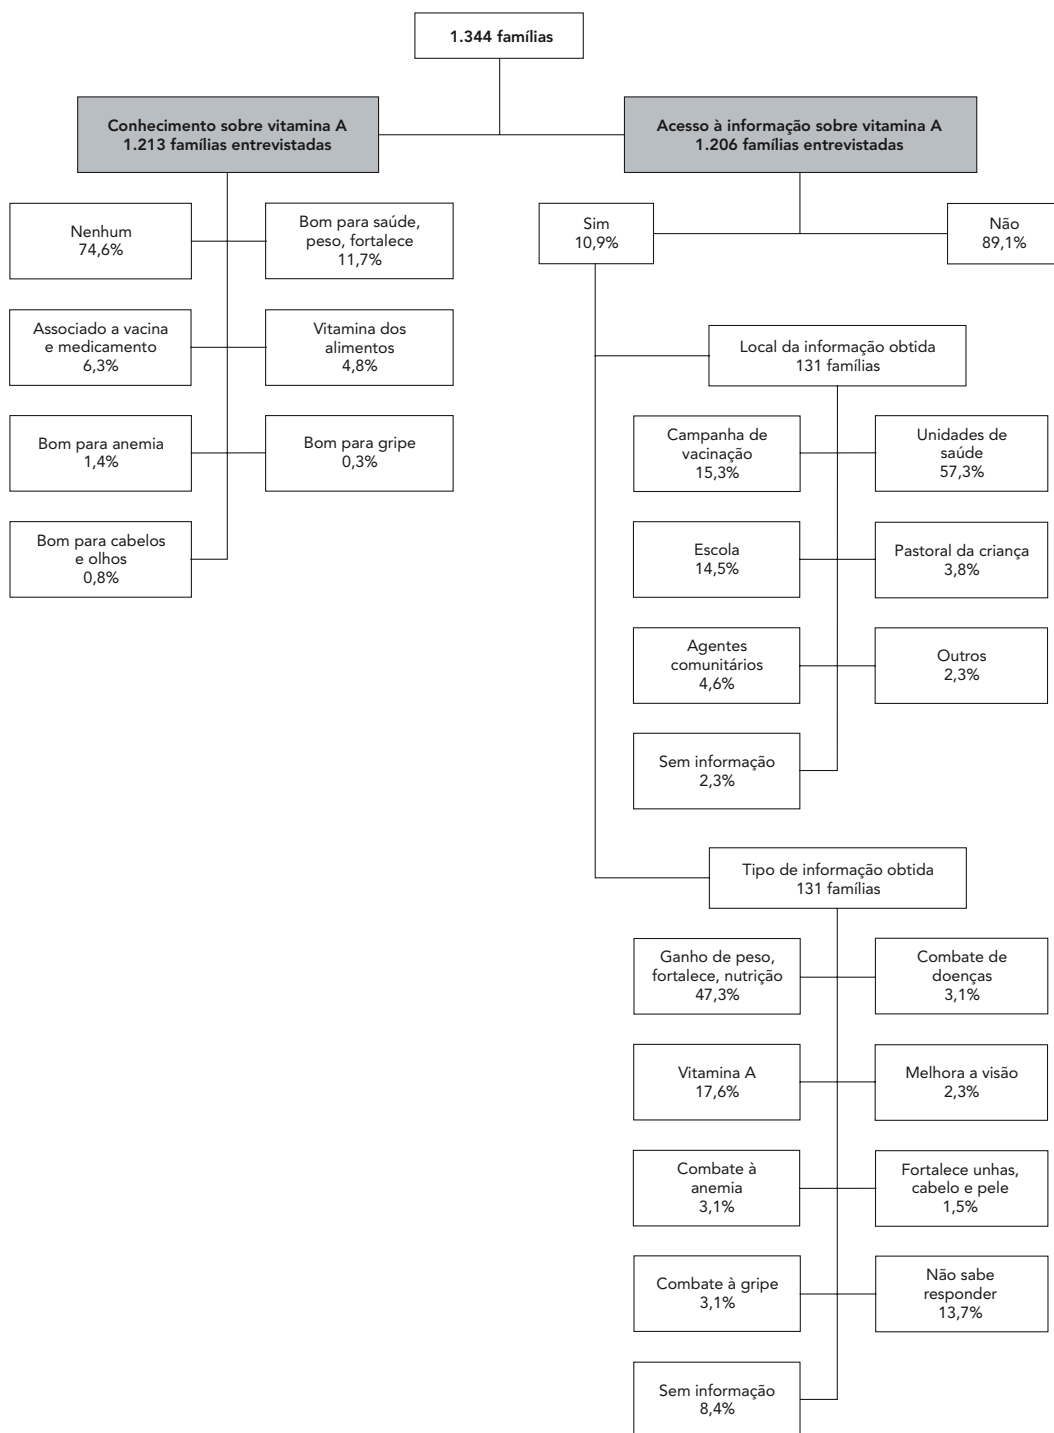 1.344 famílias
Conhecimento sobre vitamina A
1.213 famílias entrevistadas
Acesso à informação sobre vitamina A
1.206 famílias entrevistadas
Nenhum
74,6%
Bom para saúde,
peso, fortalece
11,7%
Associado a vacina
e medicamento
6,3%
Vitamina dos
alimentos
4,8%
Bom para anemia
1,4%
Bom para gripe
0,3%
Bom para cabelos
e olhos
0,8%
Sim
10,9%
Não
89,1%
Local da informação obtida
131 famílias
Campanha de
vacinação
15,3%
Unidades de
saúde
57,3%
Escola
14,5%
Pastoral da criança
3,8%
Agentes
comunitários
4,6%
Outros
2,3%
Sem informação
2,3%
Tipo de informação obtida
131 famílias
Ganho de peso,
fortalece, nutrição
47,3%
Combate de
doenças
3,1%
Vitamina A
17,6%
Melhora a visão
2,3%
Combate à
anemia
3,1%
Fortalece unhas,
cabelo e pele
1,5%
Combate à gripe
3,1%
Não sabe
responder
13,7%
Sem informação
8,4%